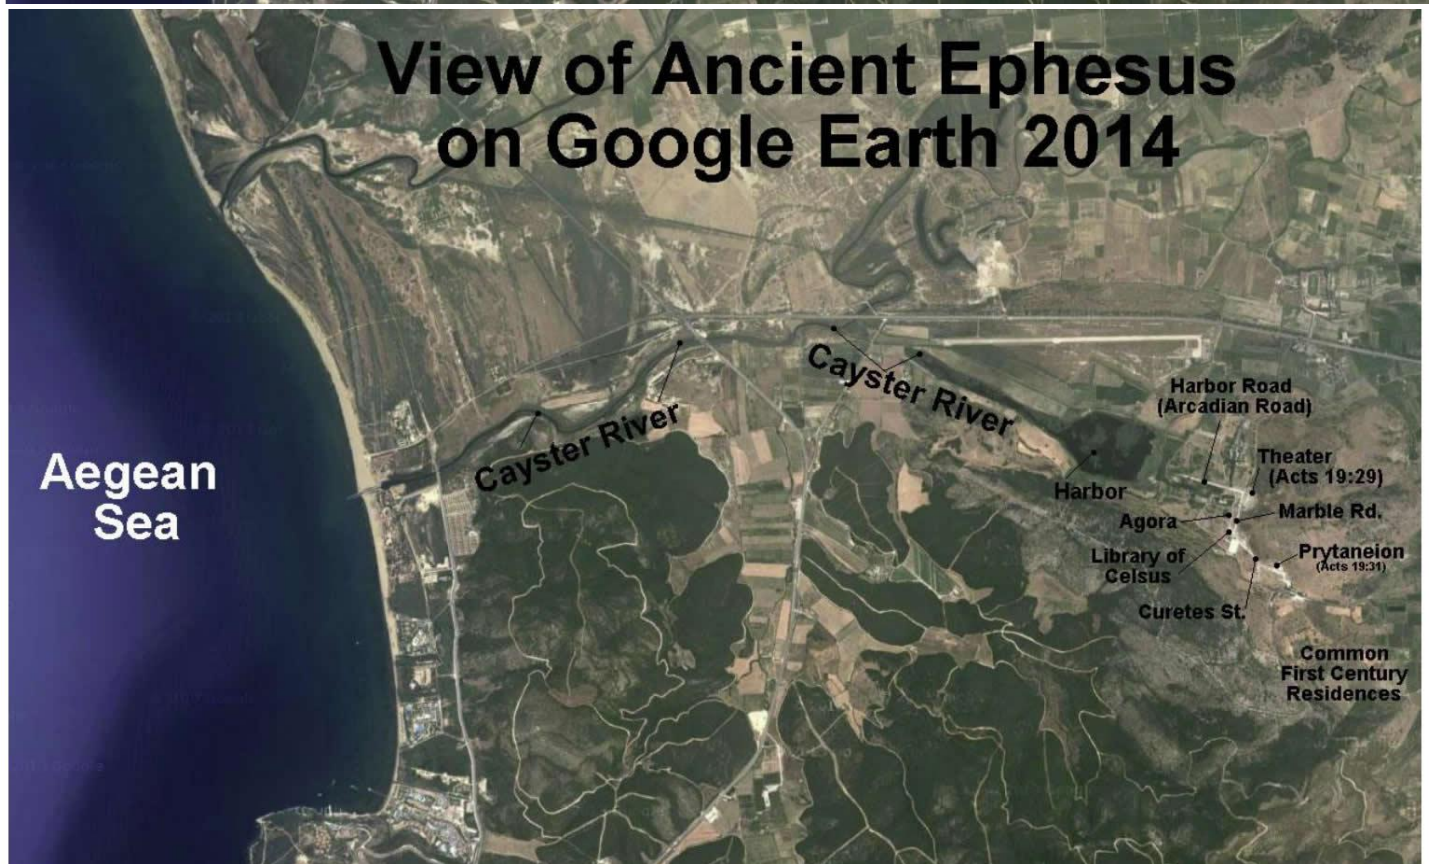 View of Ancient Ephesus
on Google Earth 2014
Cayster River
Cayster River
Harbor Road
(Arcadian Road)
Aegean
Sea
Theater
(Acts 19:29)
Harbor
Agora
Marble Rd.
Library of
Celsus
Prytaneion
(Acts 19:31)
Curetes St.
Common
First Century
Residences